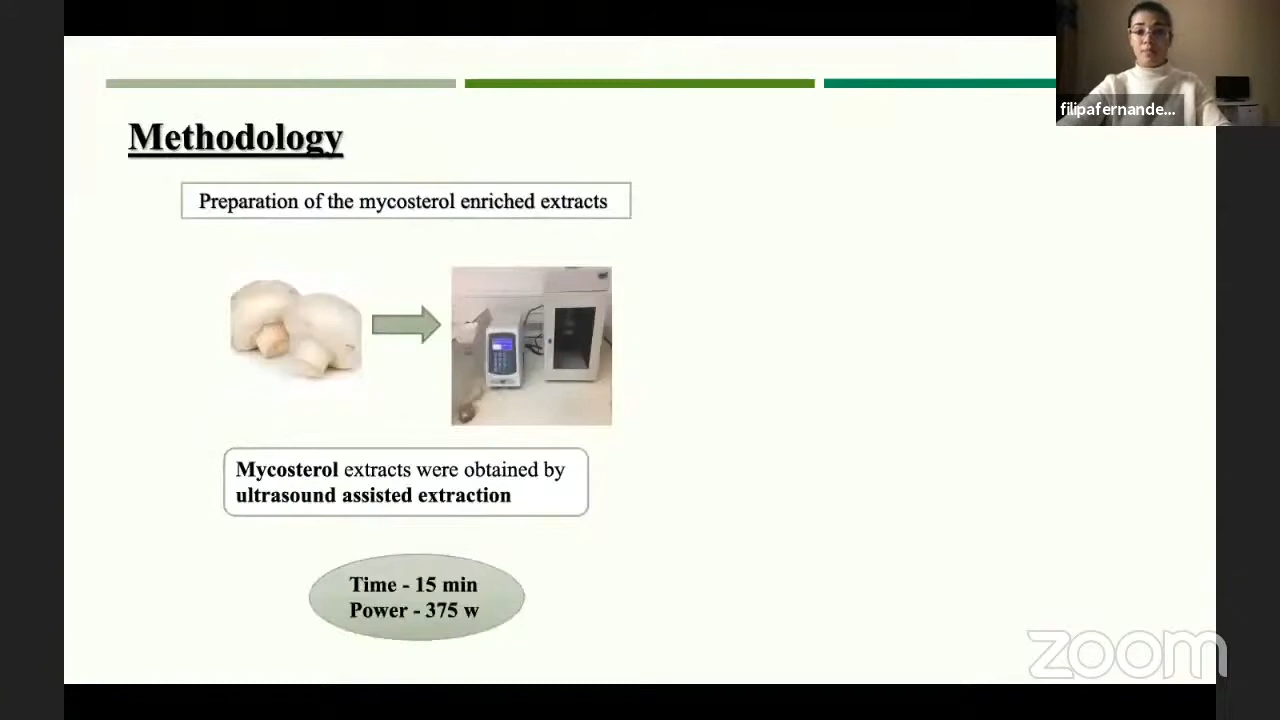 filipafernande...
Methodology
Preparation of the mycosterol enriched extracts
Mycosterol extracts were obtained by
ultrasound assisted extraction
Time - 15 min
Power - 375 w
zoom